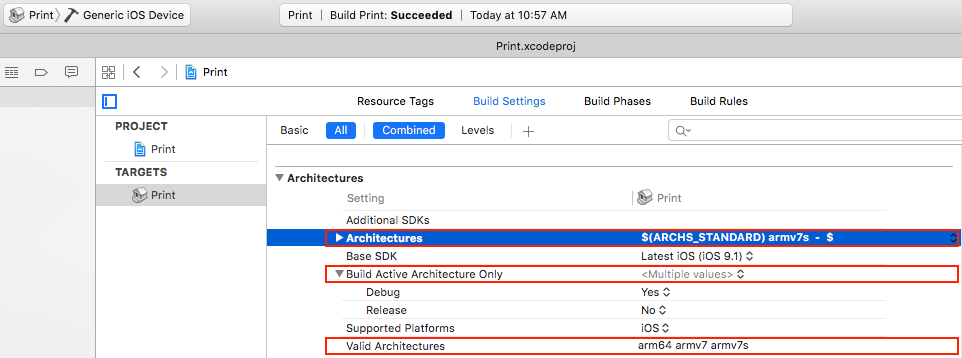 Print Generic iOS Device Print | Build Print: Succeeded | Today at 10:57 AM
Print.xcodeproj
Print
Resource Tags Build Settings Build Phases Build Rules
PROJECT Basic All Combined Levels +
Print
TARGETS
Print
Architectures
Setting Print
Additional SDKs
Architectures $(ARCHS_STANDARD) armv7s - $
Base SDK Latest iOS (iOS 9.1)
Build Active Architecture Only <Multiple values>
Debug Yes
Release No
Supported Platforms iOS
Valid Architectures arm64 armv7 armv7s